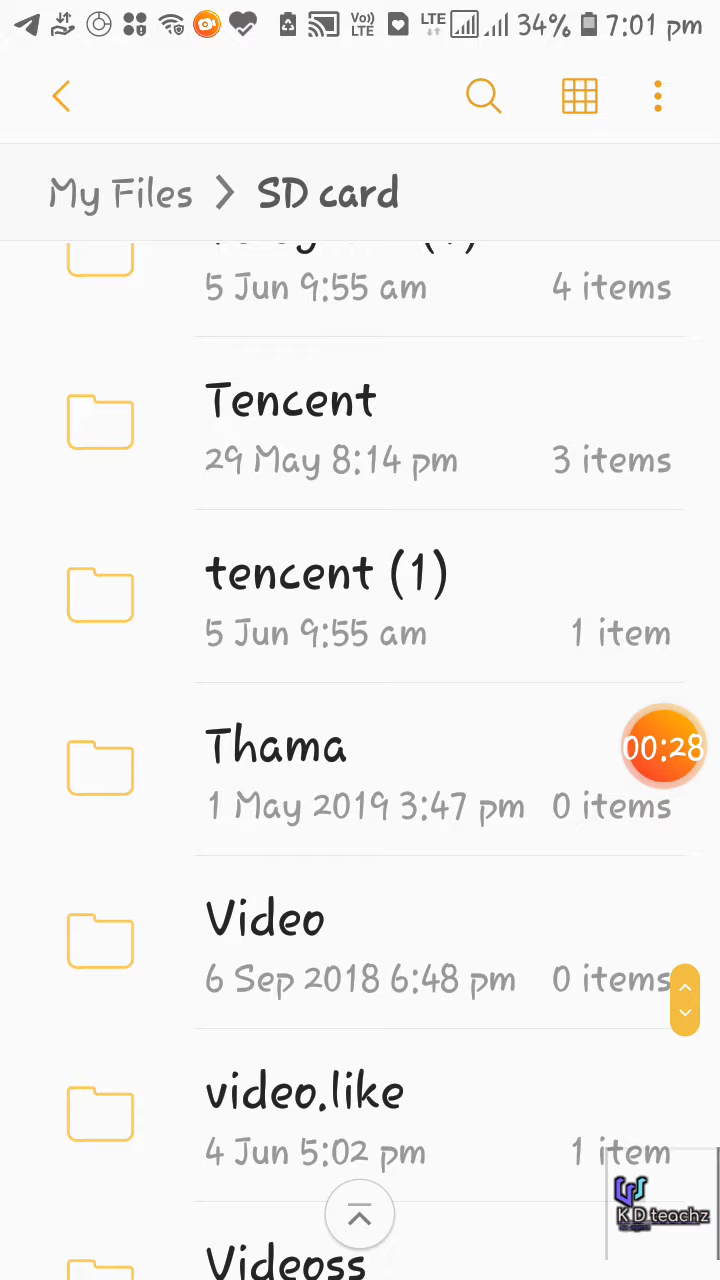 Vo))
LTE
LTE
34% 7:01 pm
My Files > SD card
5 Jun 9:55 am 4 items
Tencent
29 May 8:14 pm 3 items
tencent (1)
5 Jun 9:55 am 1 item
Thama
00:28
1 May 2019 3:47 pm 0 items
Video
6 Sep 2018 6:48 pm 0 items
video.like
4 Jun 5:02 pm 1 item
K D teachz
Videoss